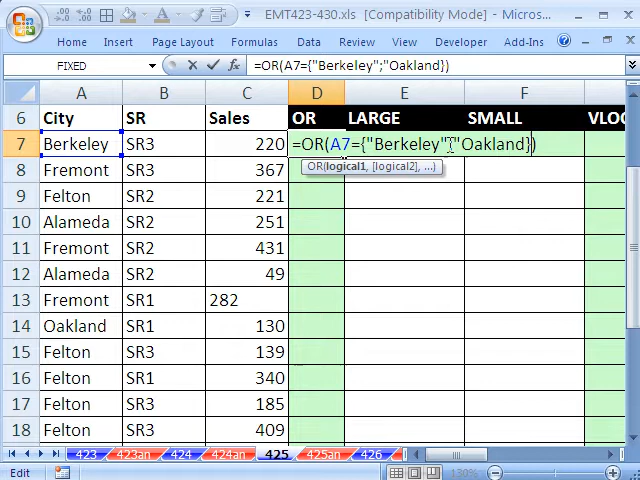 EMT423-430.xls [Compatibility Mode] - Micros...
Home Insert Page Layout Formulas Data Review View Add-Ins
FIXED =OR(A7={"Berkeley";"Oakland})
A B C D E F
6 City SR Sales OR LARGE SMALL VLOO
7 Berkeley SR3 220 =OR(A7={"Berkeley";"Oakland})
OR(logical1, [logical2], ...)
8 Fremont SR3 367
9 Felton SR2 221
10 Alameda SR2 251
11 Fremont SR2 431
12 Alameda SR2 49
13 Fremont SR1 282
14 Oakland SR1 130
15 Felton SR3 139
16 Felton SR1 340
17 Felton SR3 185
18 Felton SR3 409
423 423an 424 424an 425 425an 426
Edit 130%